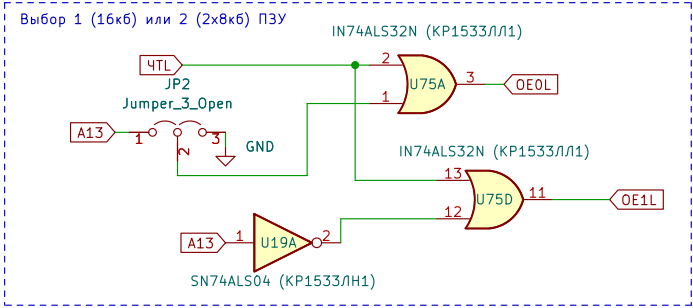 Выбор 1 (16кб) или 2 (2x8кб) ПЗУ
IN74ALS32N (КР1533ЛЛ1)
ЧТL
2
U75A
3
OE0L
1
JP2
Jumper_3_Open
A13
1
2
3
GND
IN74ALS32N (КР1533ЛЛ1)
13
U75D
11
OE1L
12
A13
1
U19A
2
SN74ALS04 (КР1533ЛН1)